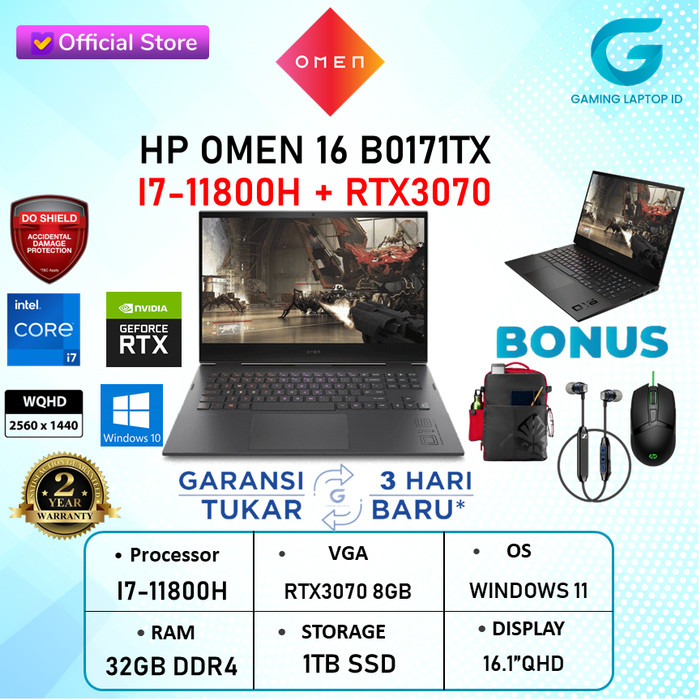 Official Store
OMEN
GAMING LAPTOP ID
HP OMEN 16 B0171TX
I7-11800H + RTX3070
DO SHIELD
ACCIDENTAL
DAMAGE
PROTECTION
*T&C Apply
intel
CORE
i7
NVIDIA
GEFORCE
RTX
WQHD
2560 x 1440
Windows 10
BONUS
2
YEAR
WARRANTY
GARANSI
TUKAR
3 HARI
BARU*
• Processor
I7-11800H
• VGA
RTX3070 8GB
• OS
WINDOWS 11
• RAM
32GB DDR4
• STORAGE
1TB SSD
• DISPLAY
16.1”QHD